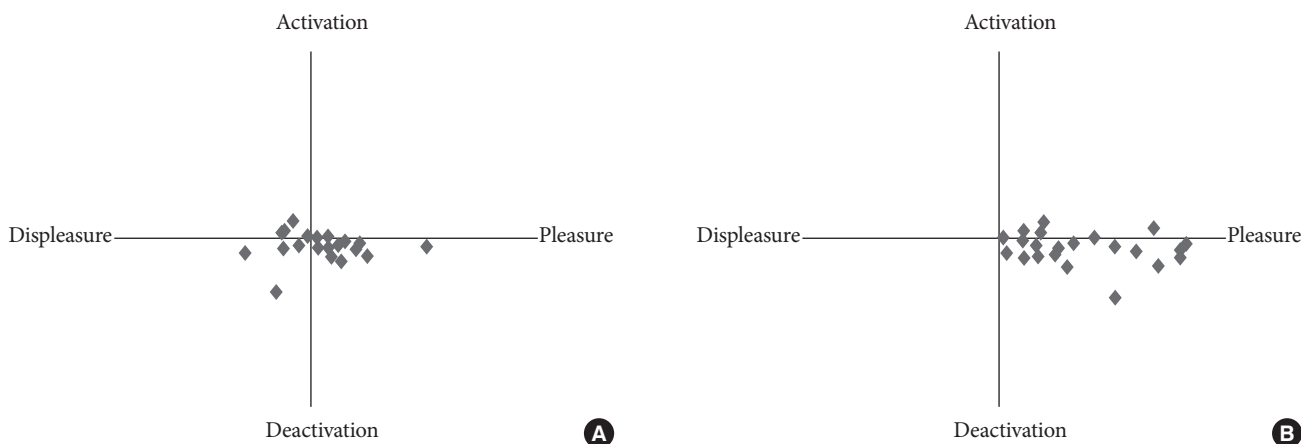 Activation
Displeasure
Pleasure
Deactivation
A
Activation
Displeasure
Pleasure
Deactivation
B